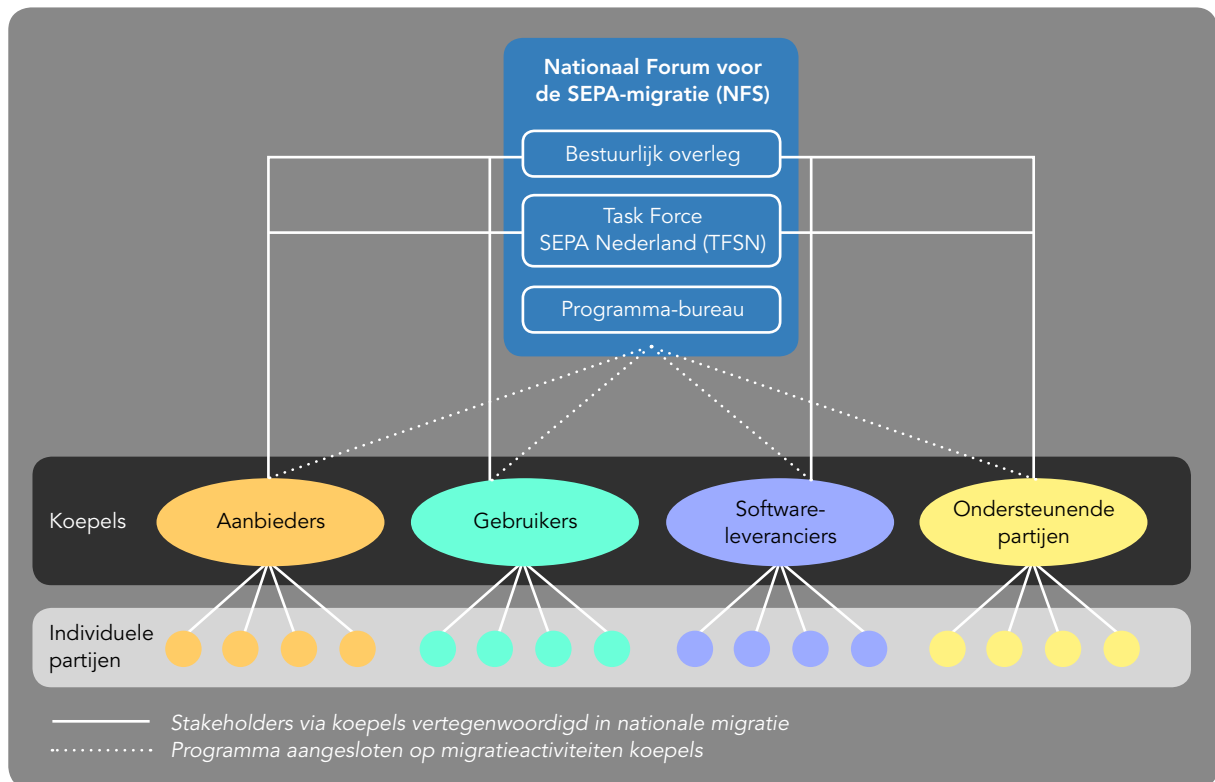 Nationaal Forum voor
de SEPA-migratie (NFS)
Bestuurlijk overleg
Task Force
SEPA Nederland (TFSN)
Programma-bureau
Koepels
Aanbieders
Gebruikers
Software-
leveranciers
Ondersteunende
partijen
Individuele
partijen
Stakeholders via koepels vertegenwoordigd in nationale migratie
Programma aangesloten op migratieactiviteiten koepels